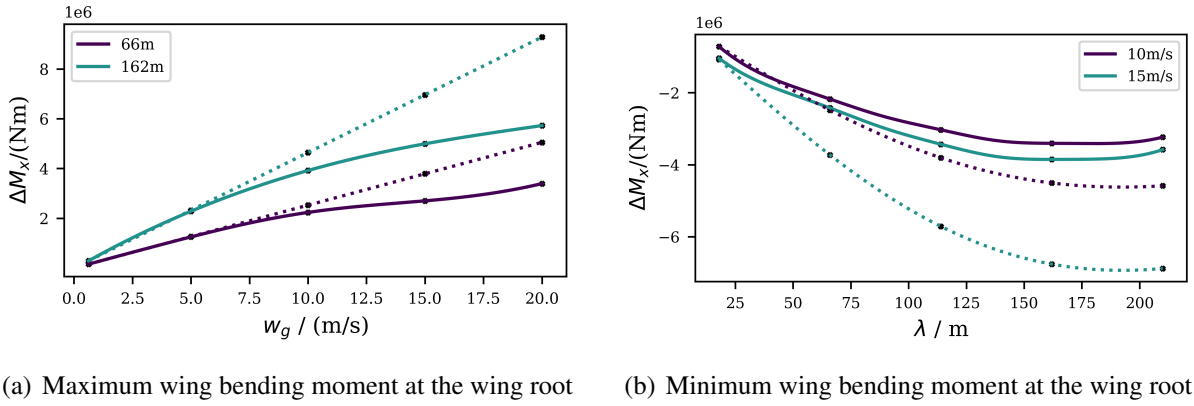 1e6
66m
162m
8
6
4
2
ΔMₓ/(Nm)
0.0 2.5 5.0 7.5 10.0 12.5 15.0 17.5 20.0
w_g / (m/s)
(a) Maximum wing bending moment at the wing root
1e6
10m/s
15m/s
−2
−4
−6
ΔMₓ/(Nm)
25 50 75 100 125 150 175 200
λ / m
(b) Minimum wing bending moment at the wing root